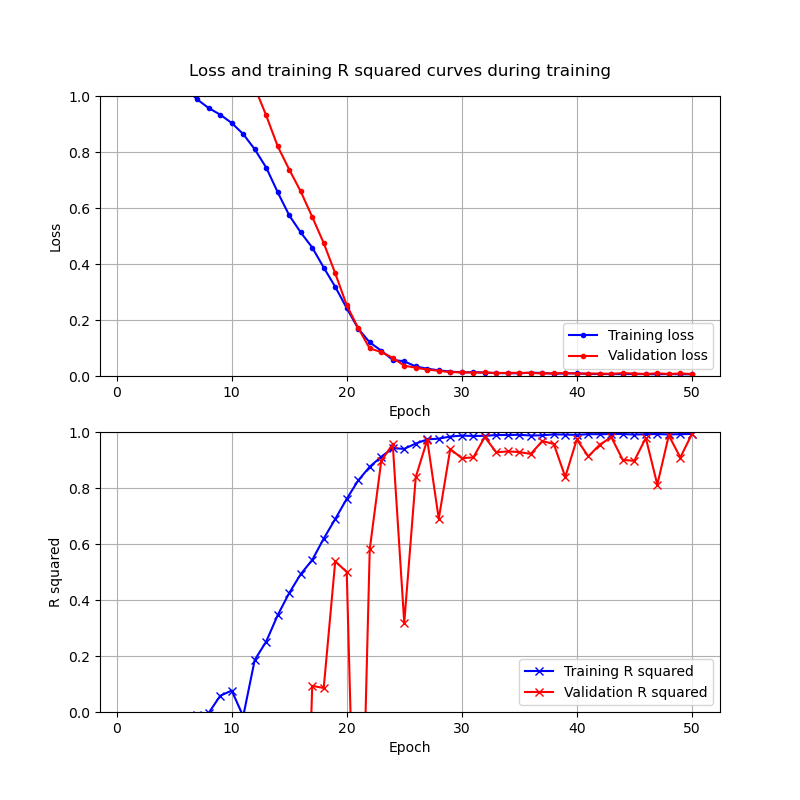 Loss and training R squared curves during training
1.0
0.8
0.6
0.4
0.2
0.0
Loss
0 10 20 30 40 50
Epoch
Training loss
Validation loss
1.0
0.8
0.6
0.4
0.2
0.0
R squared
0 10 20 30 40 50
Epoch
Training R squared
Validation R squared